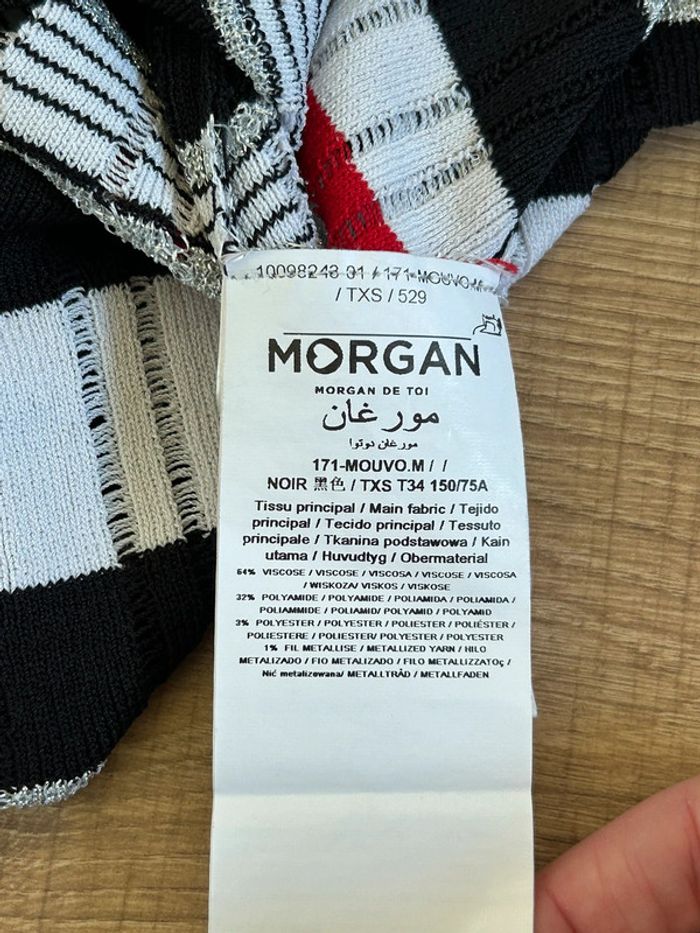 10098243 01 / 171-MOUVO.M
/ TXS / 529
MORGAN
MORGAN DE TOI
مورغان
مورغان دوتوا
171-MOUVO.M / /
NOIR 黑色 / TXS T34 150/75A
Tissu principal / Main fabric / Tejido
principal / Tecido principal / Tessuto
principale / Tkanina podstawowa / Kain
utama / Huvudtyg / Obermaterial
64% VISCOSE / VISCOSE / VISCOSA / VISCOSE / VISCOSA
/ WISKOZA/ VISKOS / VISKOSE
32% POLYAMIDE / POLYAMIDE / POLIAMIDA / POLIAMIDA /
POLIAMMIDE / POLIAMID/ POLYAMID / POLYAMID
3% POLYESTER / POLYESTER / POLIESTER / POLIÉSTER /
POLIESTERE / POLIESTER/ POLYESTER / POLYESTER
1% FIL METALLISE / METALLIZED YARN / HILO
METALIZADO / FIO METALIZADO / FILO METALLIZZATOç /
Nić metalizowana/ METALLTRÅD / METALLFADEN